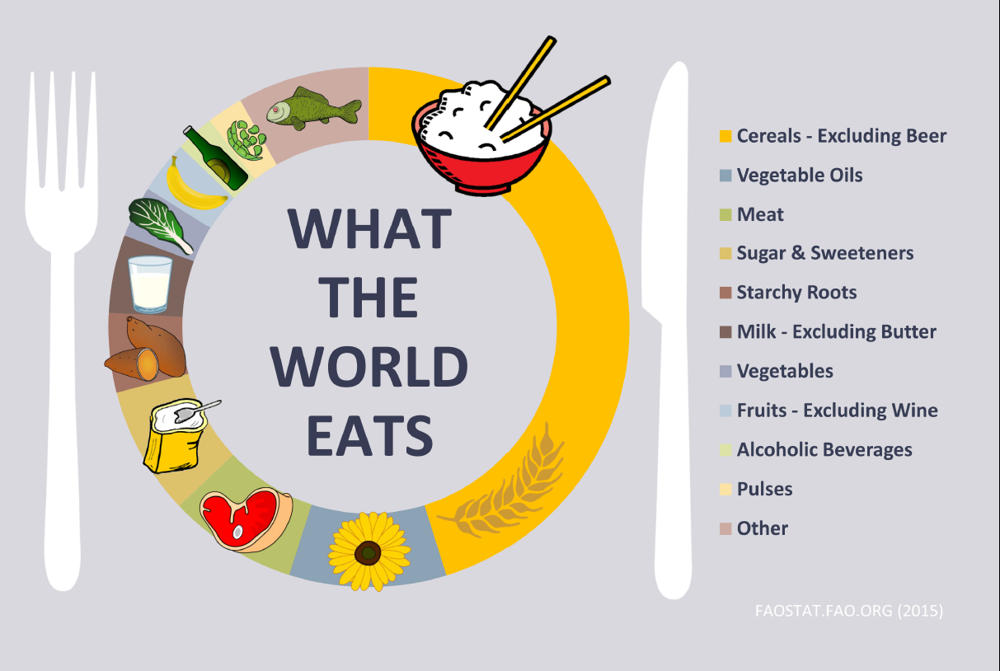 WHAT
THE
WORLD
EATS
Cereals - Excluding Beer
Vegetable Oils
Meat
Sugar & Sweeteners
Starchy Roots
Milk - Excluding Butter
Vegetables
Fruits - Excluding Wine
Alcoholic Beverages
Pulses
Other
FAOSTAT.FAO.ORG (2015)